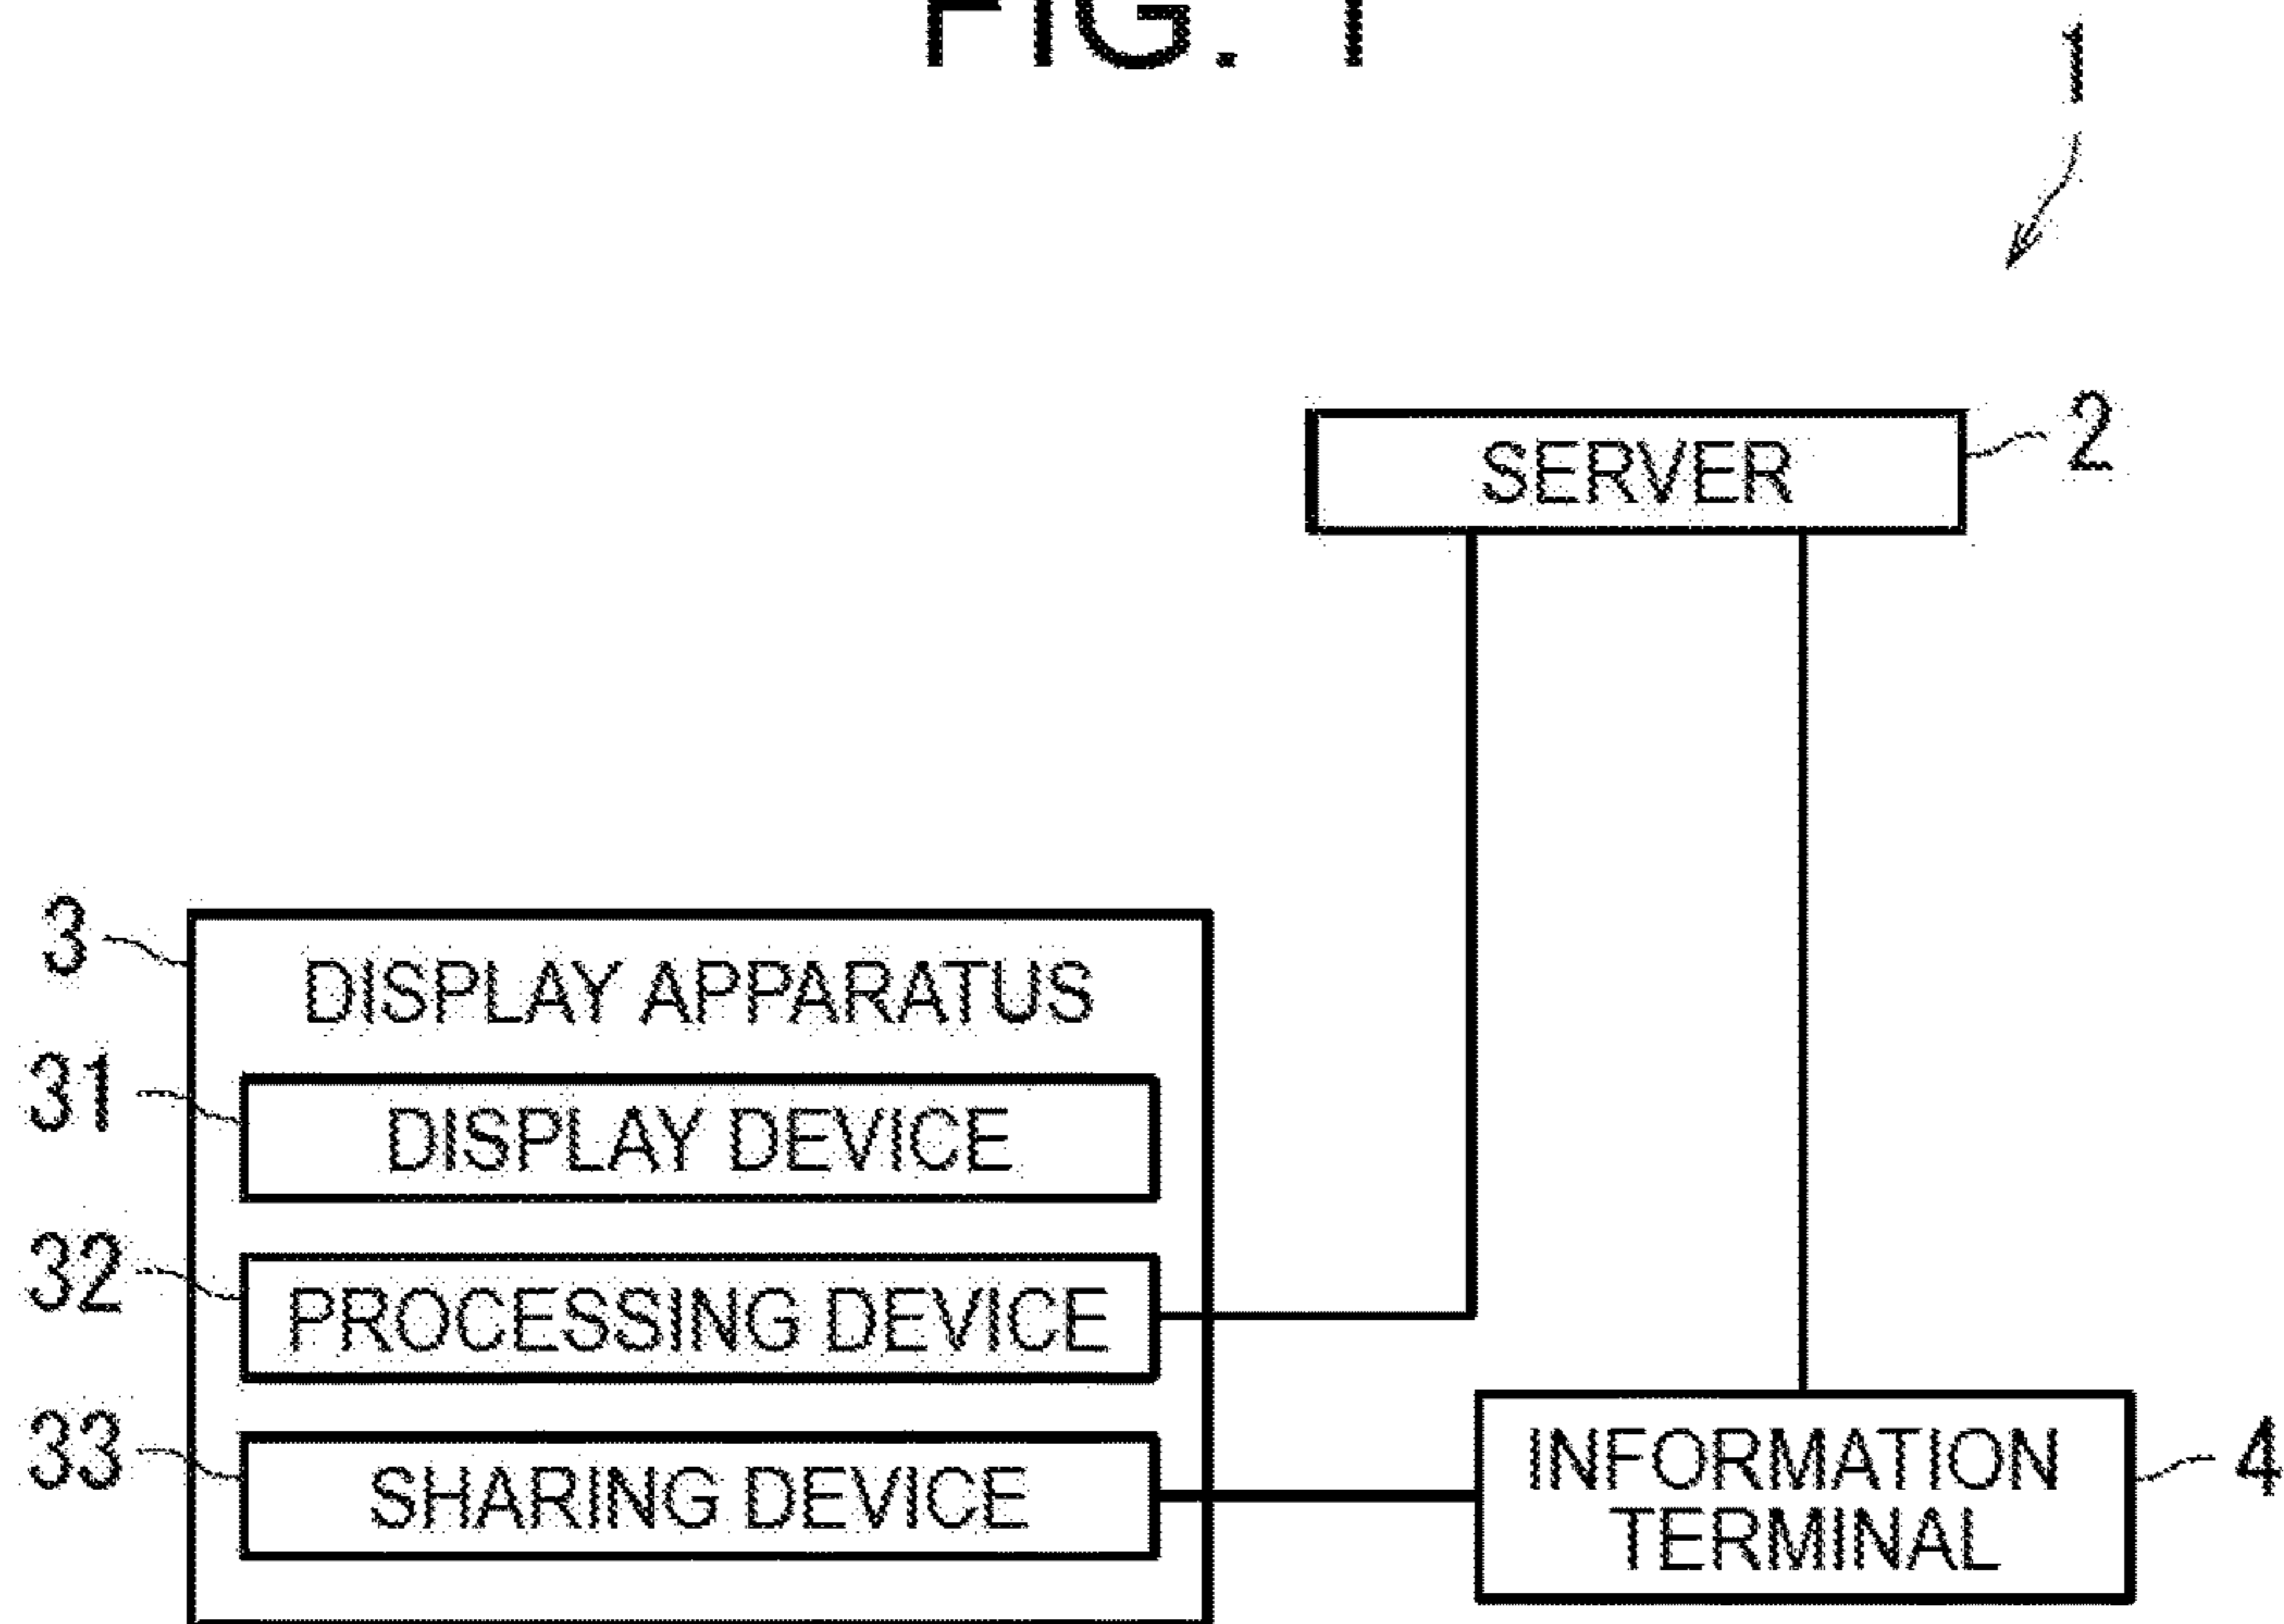 FIG. 1
1
SERVER
2
3
DISPLAY APPARATUS
31
DISPLAY DEVICE
32
PROCESSING DEVICE
33
SHARING DEVICE
INFORMATION
TERMINAL
4